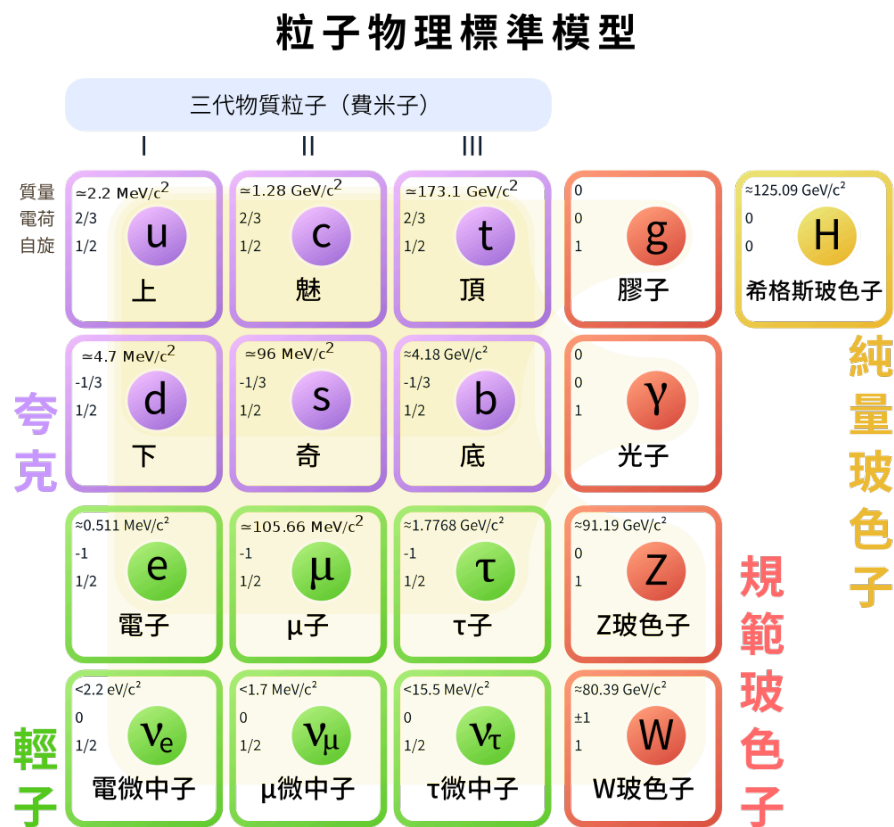 粒子物理標準模型
三代物質粒子（費米子）
I II III
質量
電荷
自旋
≃2.2 MeV/c²
2/3
1/2
u
上
≃1.28 GeV/c²
2/3
1/2
c
魅
≃173.1 GeV/c²
2/3
1/2
t
頂
0
0
1
g
膠子
≈125.09 GeV/c²
0
0
H
希格斯玻色子
≃4.7 MeV/c²
-1/3
1/2
d
下
≃96 MeV/c²
-1/3
1/2
s
奇
≈4.18 GeV/c²
-1/3
1/2
b
底
0
0
1
γ
光子
≈0.511 MeV/c²
-1
1/2
e
電子
≃105.66 MeV/c²
-1
1/2
μ
μ子
≈1.7768 GeV/c²
-1
1/2
τ
τ子
≈91.19 GeV/c²
0
1
Z
Z玻色子
<2.2 eV/c²
0
1/2
νe
電微中子
<1.7 MeV/c²
0
1/2
νμ
μ微中子
<15.5 MeV/c²
0
1/2
ντ
τ微中子
≈80.39 GeV/c²
±1
1
W
W玻色子
夸克
輕子
規範玻色子
純量玻色子